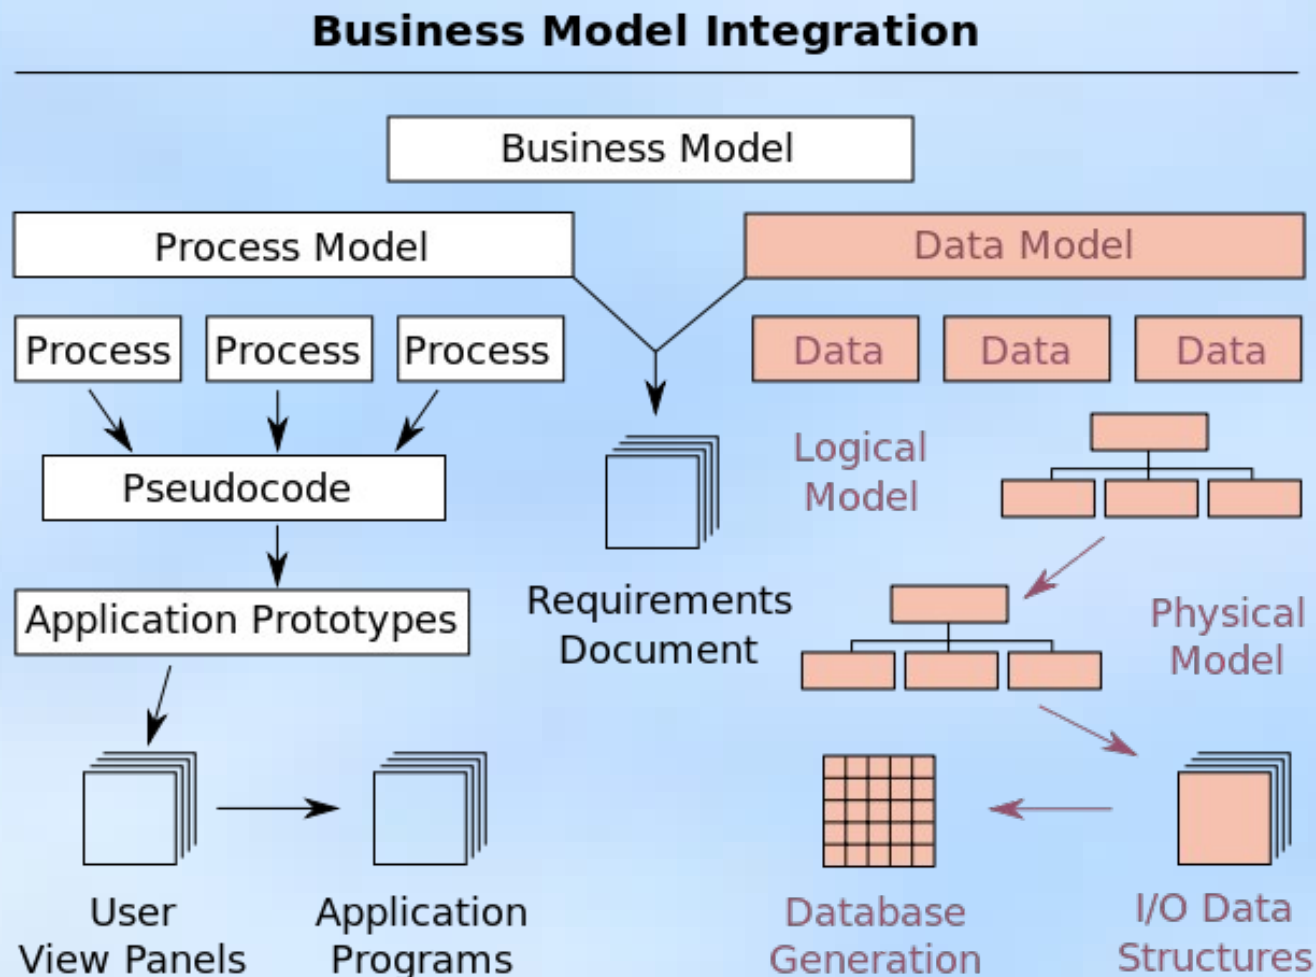 Business Model Integration
Business Model
Process Model
Data Model
Process
Process
Process
Data
Data
Data
Pseudocode
Logical
Model
Application Prototypes
Requirements
Document
Physical
Model
User
View Panels
Application
Programs
Database
Generation
I/O Data
Structures